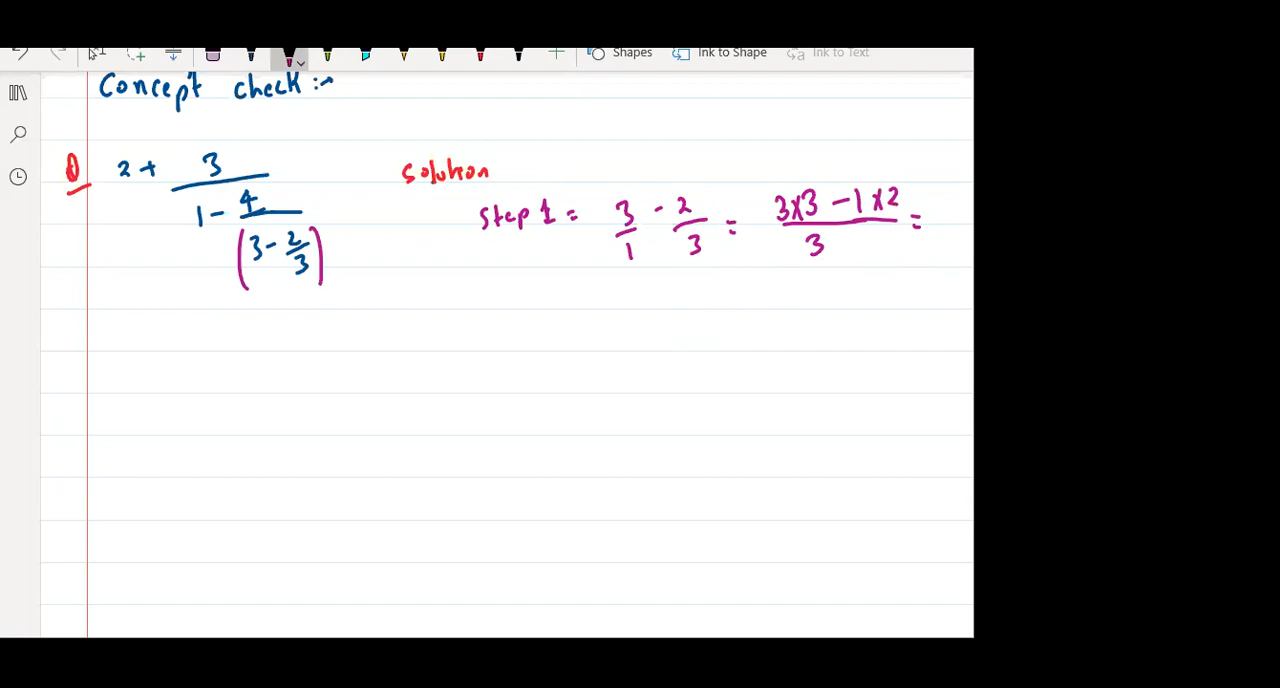 Shapes Ink to Shape Ink to Text
Concept check :-
Q 2 + 3 / (1 - 4 / (3 - 2/3))
solution
Step 1 = 3/1 - 2/3 = (3x3 - 1x2)/3 =